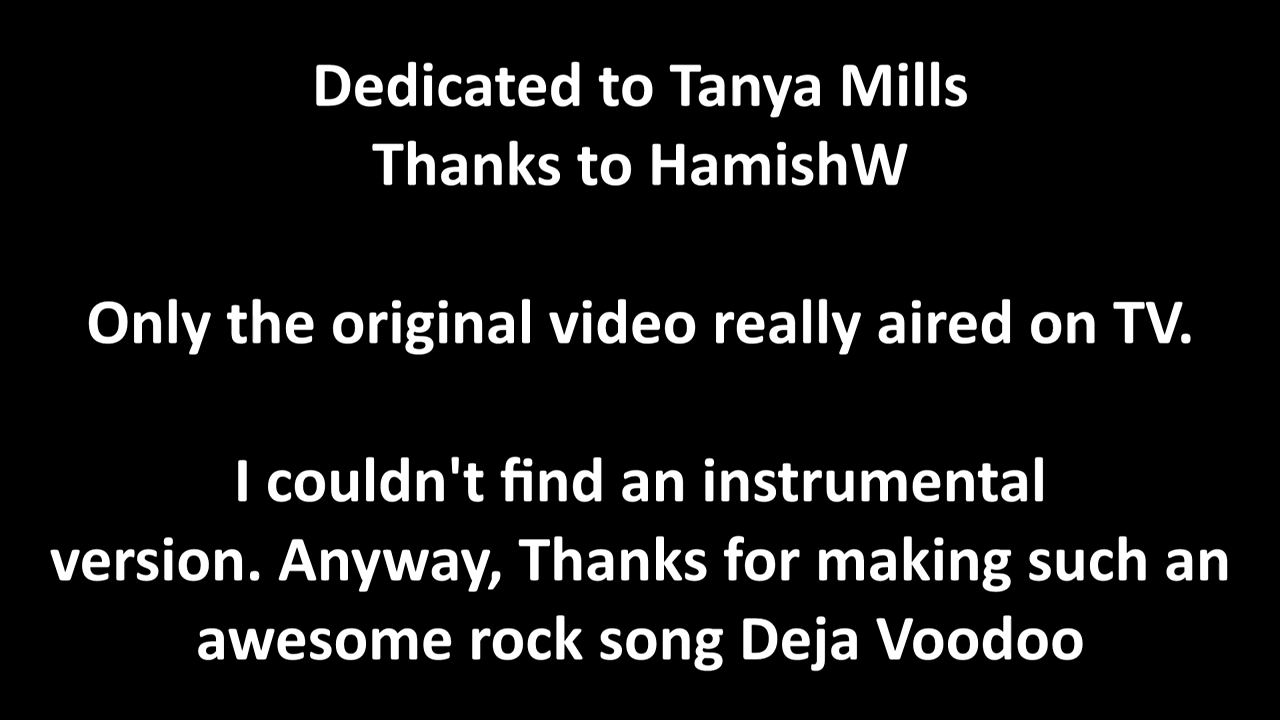 Dedicated to Tanya Mills
Thanks to HamishW
Only the original video really aired on TV.
I couldn't find an instrumental
version. Anyway, Thanks for making such an
awesome rock song Deja Voodoo